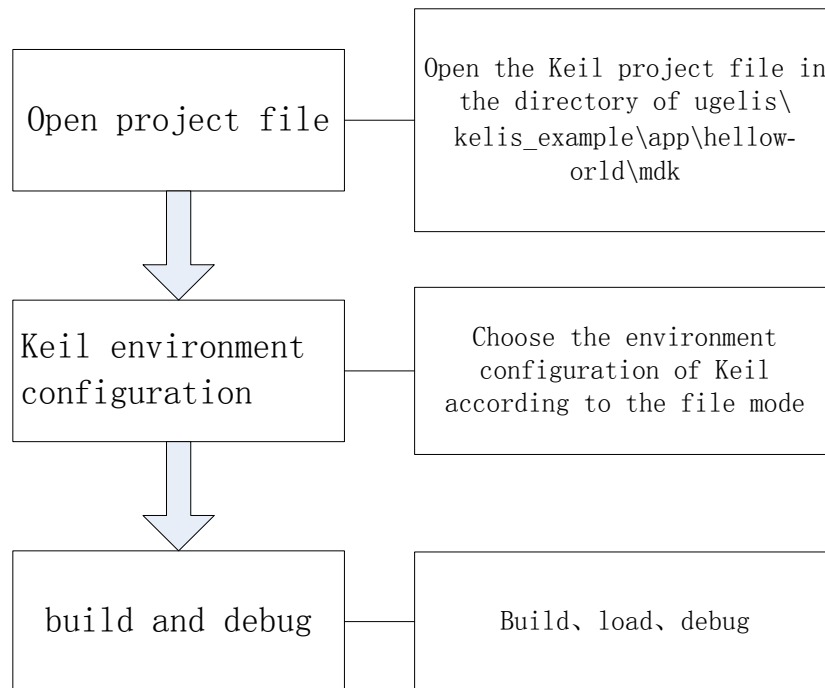 Open project file
Open the Keil project file in
the directory of ugelis\
kelis_example\app\hellow-
orld\mdk
Keil environment
configuration
Choose the environment
configuration of Keil
according to the file mode
build and debug
Build、load、debug